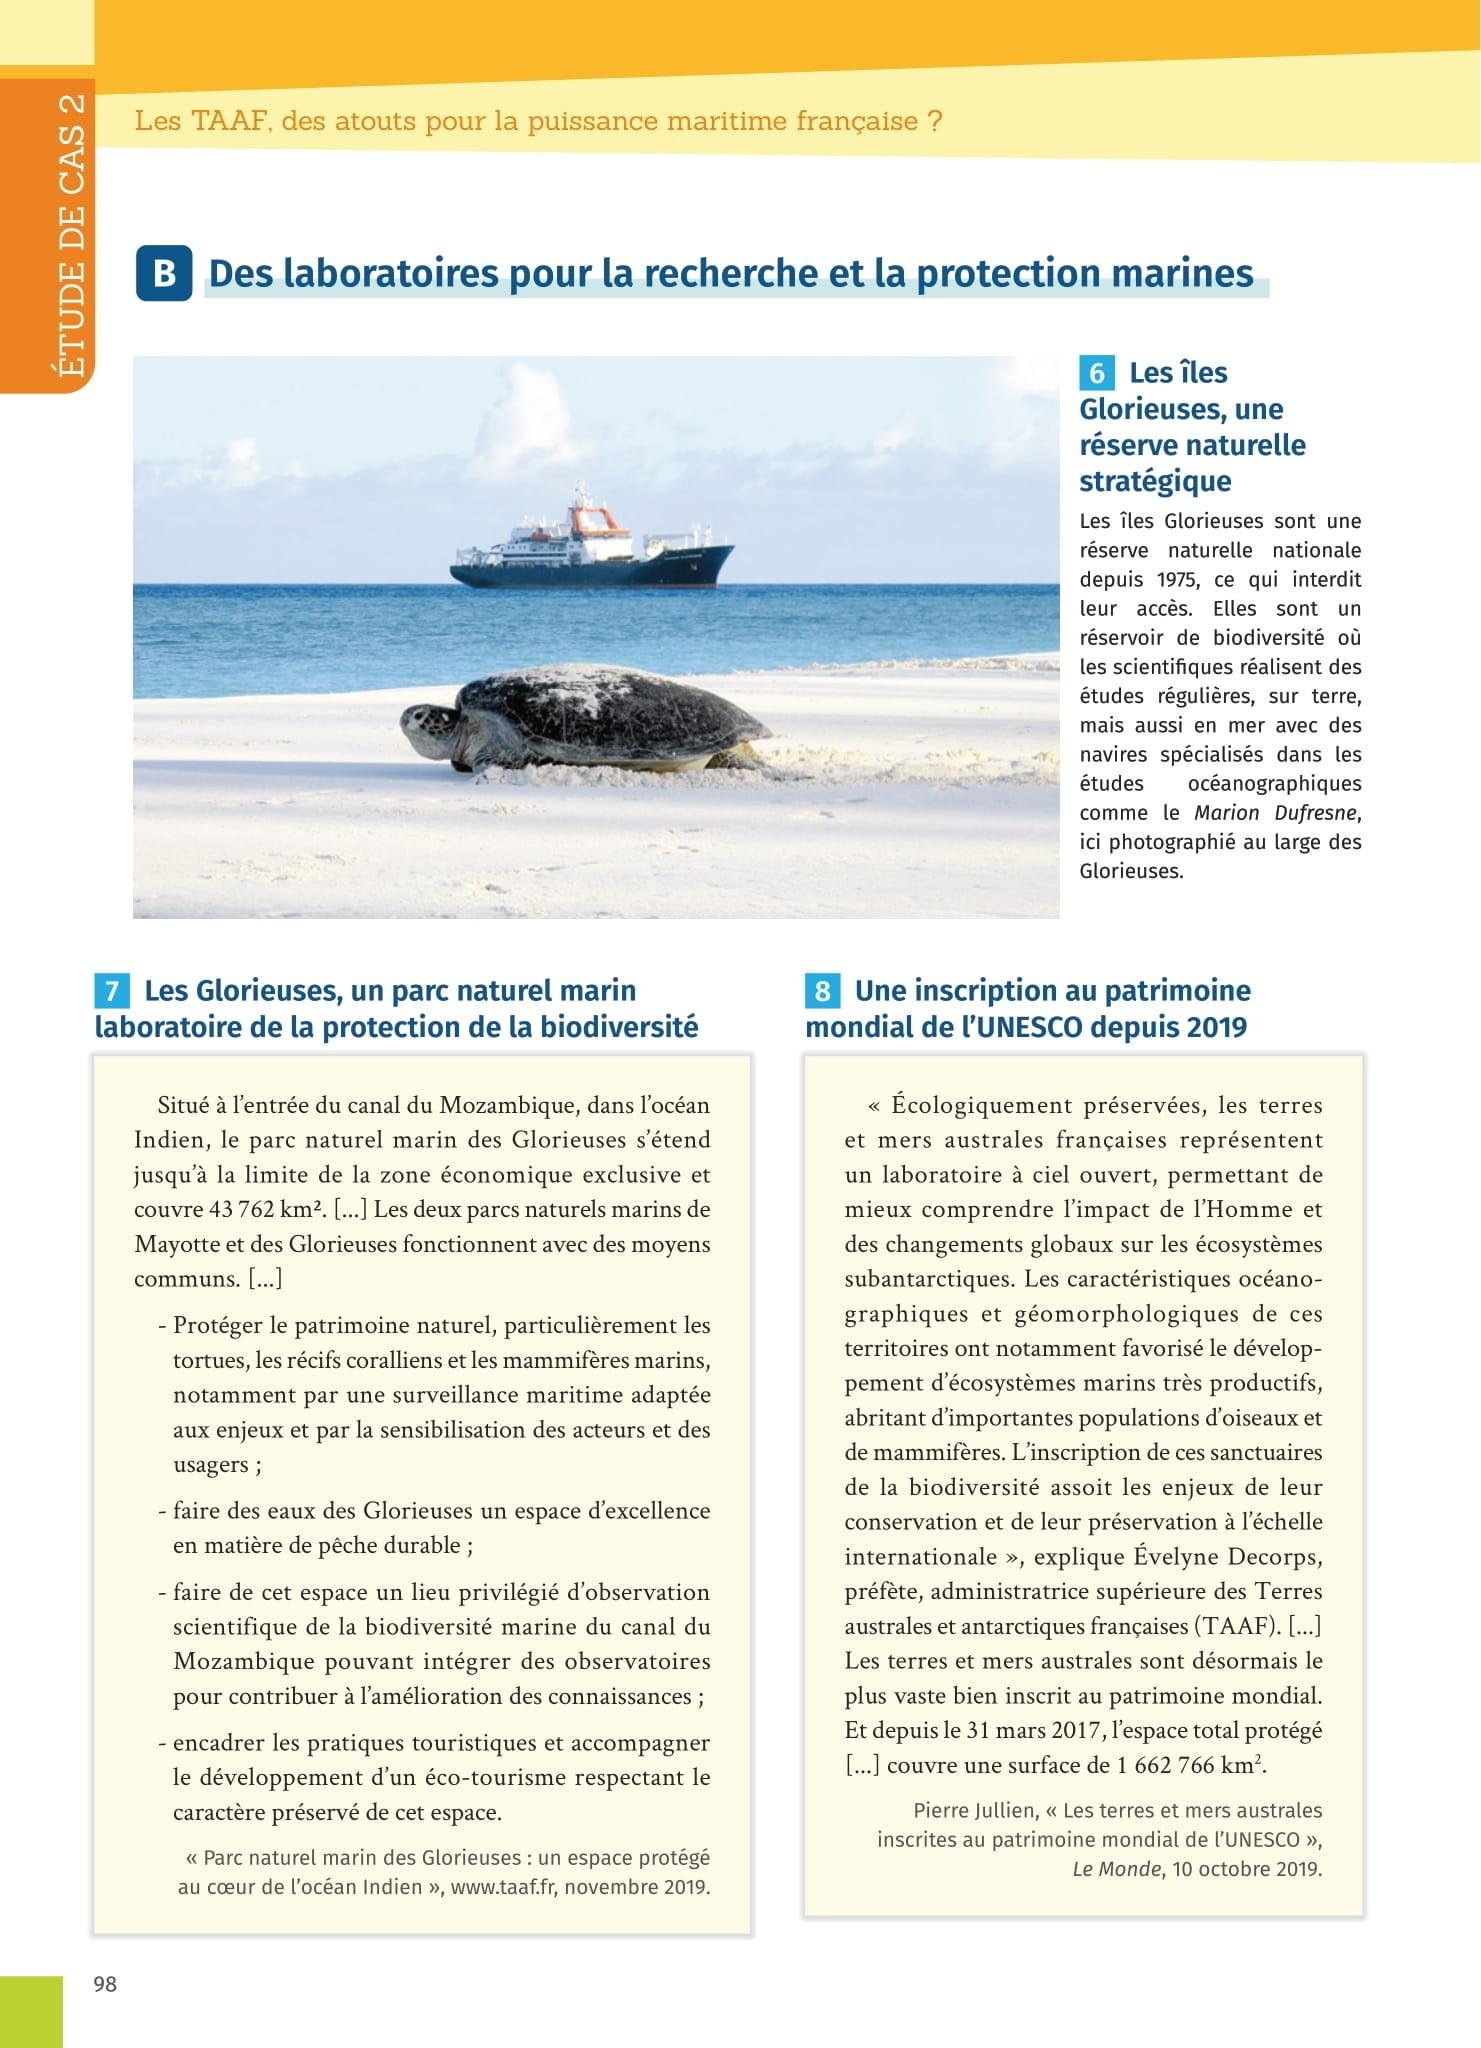 ÉTUDE DE CAS 2
Les TAAF, des atouts pour la puissance maritime française ?
B Des laboratoires pour la recherche et la protection marines
6 Les îles
Glorieuses, une
réserve naturelle
stratégique
Les îles Glorieuses sont une
réserve naturelle nationale
depuis 1975, ce qui interdit
leur accès. Elles sont un
réservoir de biodiversité où
les scientifiques réalisent des
études régulières, sur terre,
mais aussi en mer avec des
navires spécialisés dans les
études océanographiques
comme le Marion Dufresne,
ici photographié au large des
Glorieuses.
7 Les Glorieuses, un parc naturel marin
laboratoire de la protection de la biodiversité
Situé à l'entrée du canal du Mozambique, dans l'océan
Indien, le parc naturel marin des Glorieuses s'étend
jusqu'à la limite de la zone économique exclusive et
couvre 43 762 km². [...] Les deux parcs naturels marins de
Mayotte et des Glorieuses fonctionnent avec des moyens
communs. [...]
- Protéger le patrimoine naturel, particulièrement les
tortues, les récifs coralliens et les mammifères marins,
notamment par une surveillance maritime adaptée
aux enjeux et par la sensibilisation des acteurs et des
usagers ;
- faire des eaux des Glorieuses un espace d'excellence
en matière de pêche durable ;
- faire de cet espace un lieu privilégié d'observation
scientifique de la biodiversité marine du canal du
Mozambique pouvant intégrer des observatoires
pour contribuer à l'amélioration des connaissances ;
- encadrer les pratiques touristiques et accompagner
le développement d'un éco-tourisme respectant le
caractère préservé de cet espace.
« Parc naturel marin des Glorieuses : un espace protégé
au cœur de l'océan Indien », www.taaf.fr, novembre 2019.
8 Une inscription au patrimoine
mondial de l'UNESCO depuis 2019
« Écologiquement préservées, les terres
et mers australes françaises représentent
un laboratoire à ciel ouvert, permettant de
mieux comprendre l'impact de l'Homme et
des changements globaux sur les écosystèmes
subantarctiques. Les caractéristiques océano-
graphiques et géomorphologiques de ces
territoires ont notamment favorisé le dévelop-
pement d'écosystèmes marins très productifs,
abritant d'importantes populations d'oiseaux et
de mammifères. L'inscription de ces sanctuaires
de la biodiversité assoit les enjeux de leur
conservation et de leur préservation à l'échelle
internationale », explique Évelyne Decorps,
préfète, administratrice supérieure des Terres
australes et antarctiques françaises (TAAF). [...]
Les terres et mers australes sont désormais le
plus vaste bien inscrit au patrimoine mondial.
Et depuis le 31 mars 2017, l'espace total protégé
[...] couvre une surface de 1 662 766 km².
Pierre Jullien, « Les terres et mers australes
inscrites au patrimoine mondial de l'UNESCO »,
Le Monde, 10 octobre 2019.
98